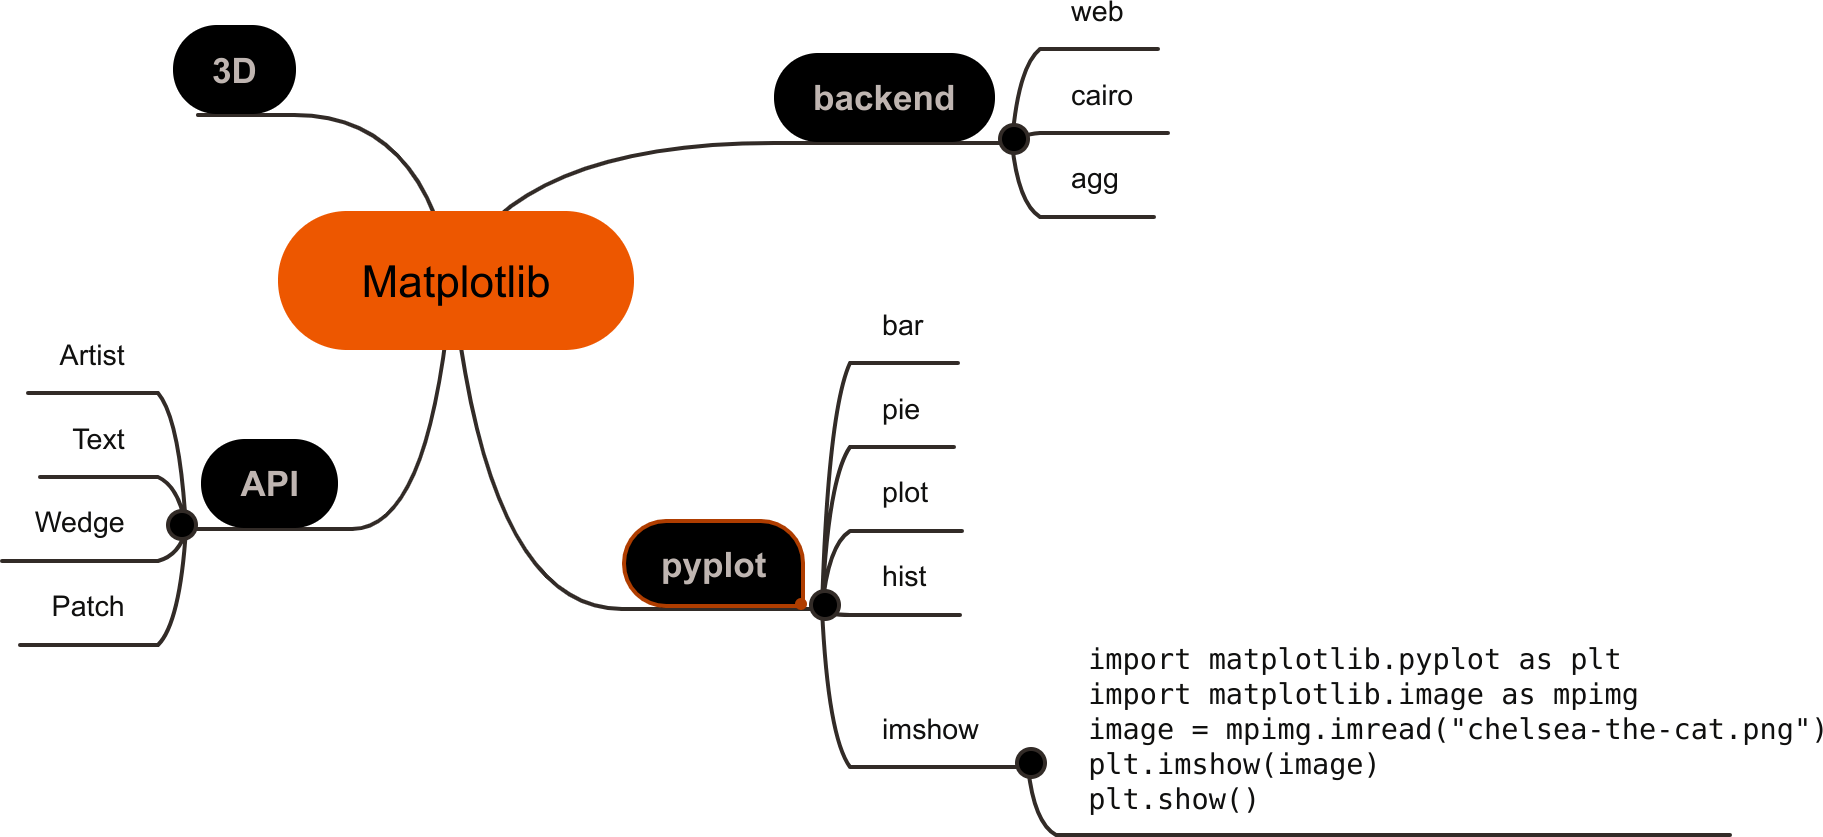 3D
backend
web
cairo
agg
Matplotlib
Artist
Text
Wedge
Patch
API
pyplot
bar
pie
plot
hist
imshow
import matplotlib.pyplot as plt
import matplotlib.image as mpimg
image = mpimg.imread("chelsea-the-cat.png")
plt.imshow(image)
plt.show()